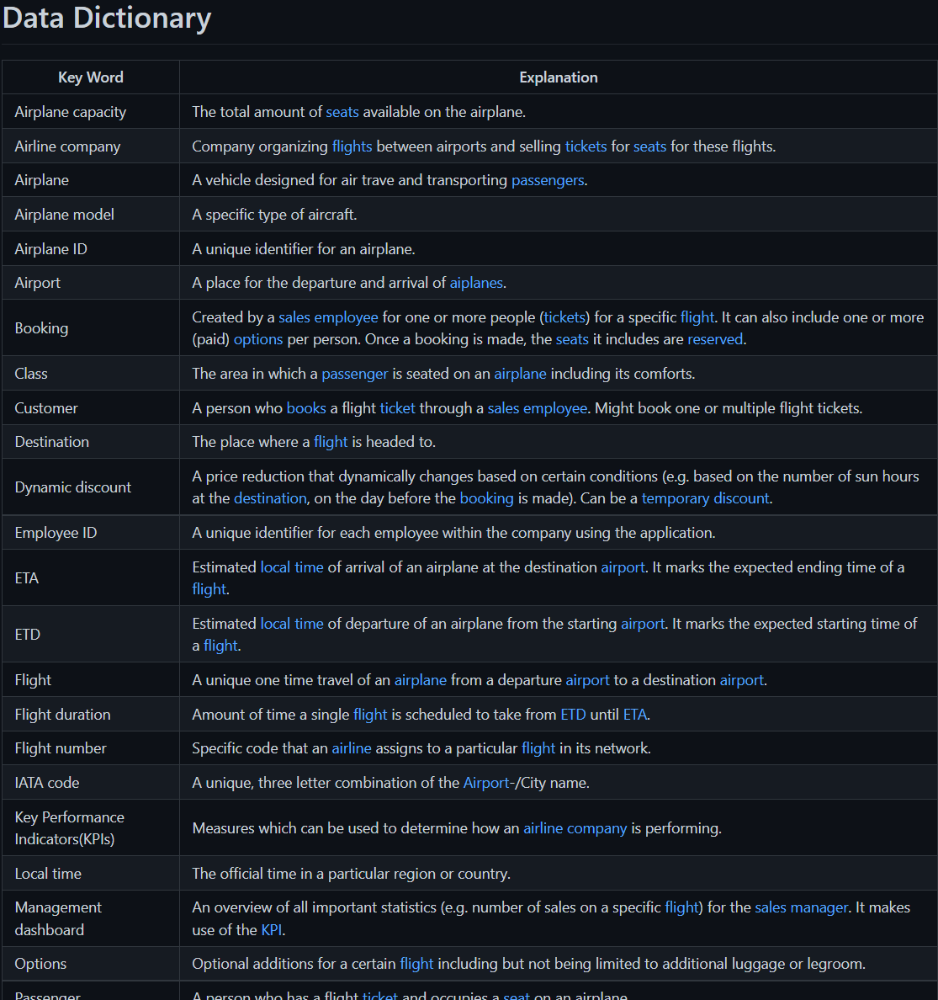 Data Dictionary
Key Word Explanation
Airplane capacity The total amount of seats available on the airplane.
Airline company Company organizing flights between airports and selling tickets for seats for these flights.
Airplane A vehicle designed for air trave and transporting passengers.
Airplane model A specific type of aircraft.
Airplane ID A unique identifier for an airplane.
Airport A place for the departure and arrival of aiplanes.
Booking Created by a sales employee for one or more people (tickets) for a specific flight. It can also include one or more
(paid) options per person. Once a booking is made, the seats it includes are reserved.
Class The area in which a passenger is seated on an airplane including its comforts.
Customer A person who books a flight ticket through a sales employee. Might book one or multiple flight tickets.
Destination The place where a flight is headed to.
Dynamic discount A price reduction that dynamically changes based on certain conditions (e.g. based on the number of sun hours
at the destination, on the day before the booking is made). Can be a temporary discount.
Employee ID A unique identifier for each employee within the company using the application.
ETA Estimated local time of arrival of an airplane at the destination airport. It marks the expected ending time of a
flight.
ETD Estimated local time of departure of an airplane from the starting airport. It marks the expected starting time of
a flight.
Flight A unique one time travel of an airplane from a departure airport to a destination airport.
Flight duration Amount of time a single flight is scheduled to take from ETD until ETA.
Flight number Specific code that an airline assigns to a particular flight in its network.
IATA code A unique, three letter combination of the Airport-/City name.
Key Performance
Indicators(KPIs) Measures which can be used to determine how an airline company is performing.
Local time The official time in a particular region or country.
Management An overview of all important statistics (e.g. number of sales on a specific flight) for the sales manager. It makes
dashboard use of the KPI.
Options Optional additions for a certain flight including but not being limited to additional luggage or legroom.
Passenger A person who has a flight ticket and occupies a seat on an airplane.